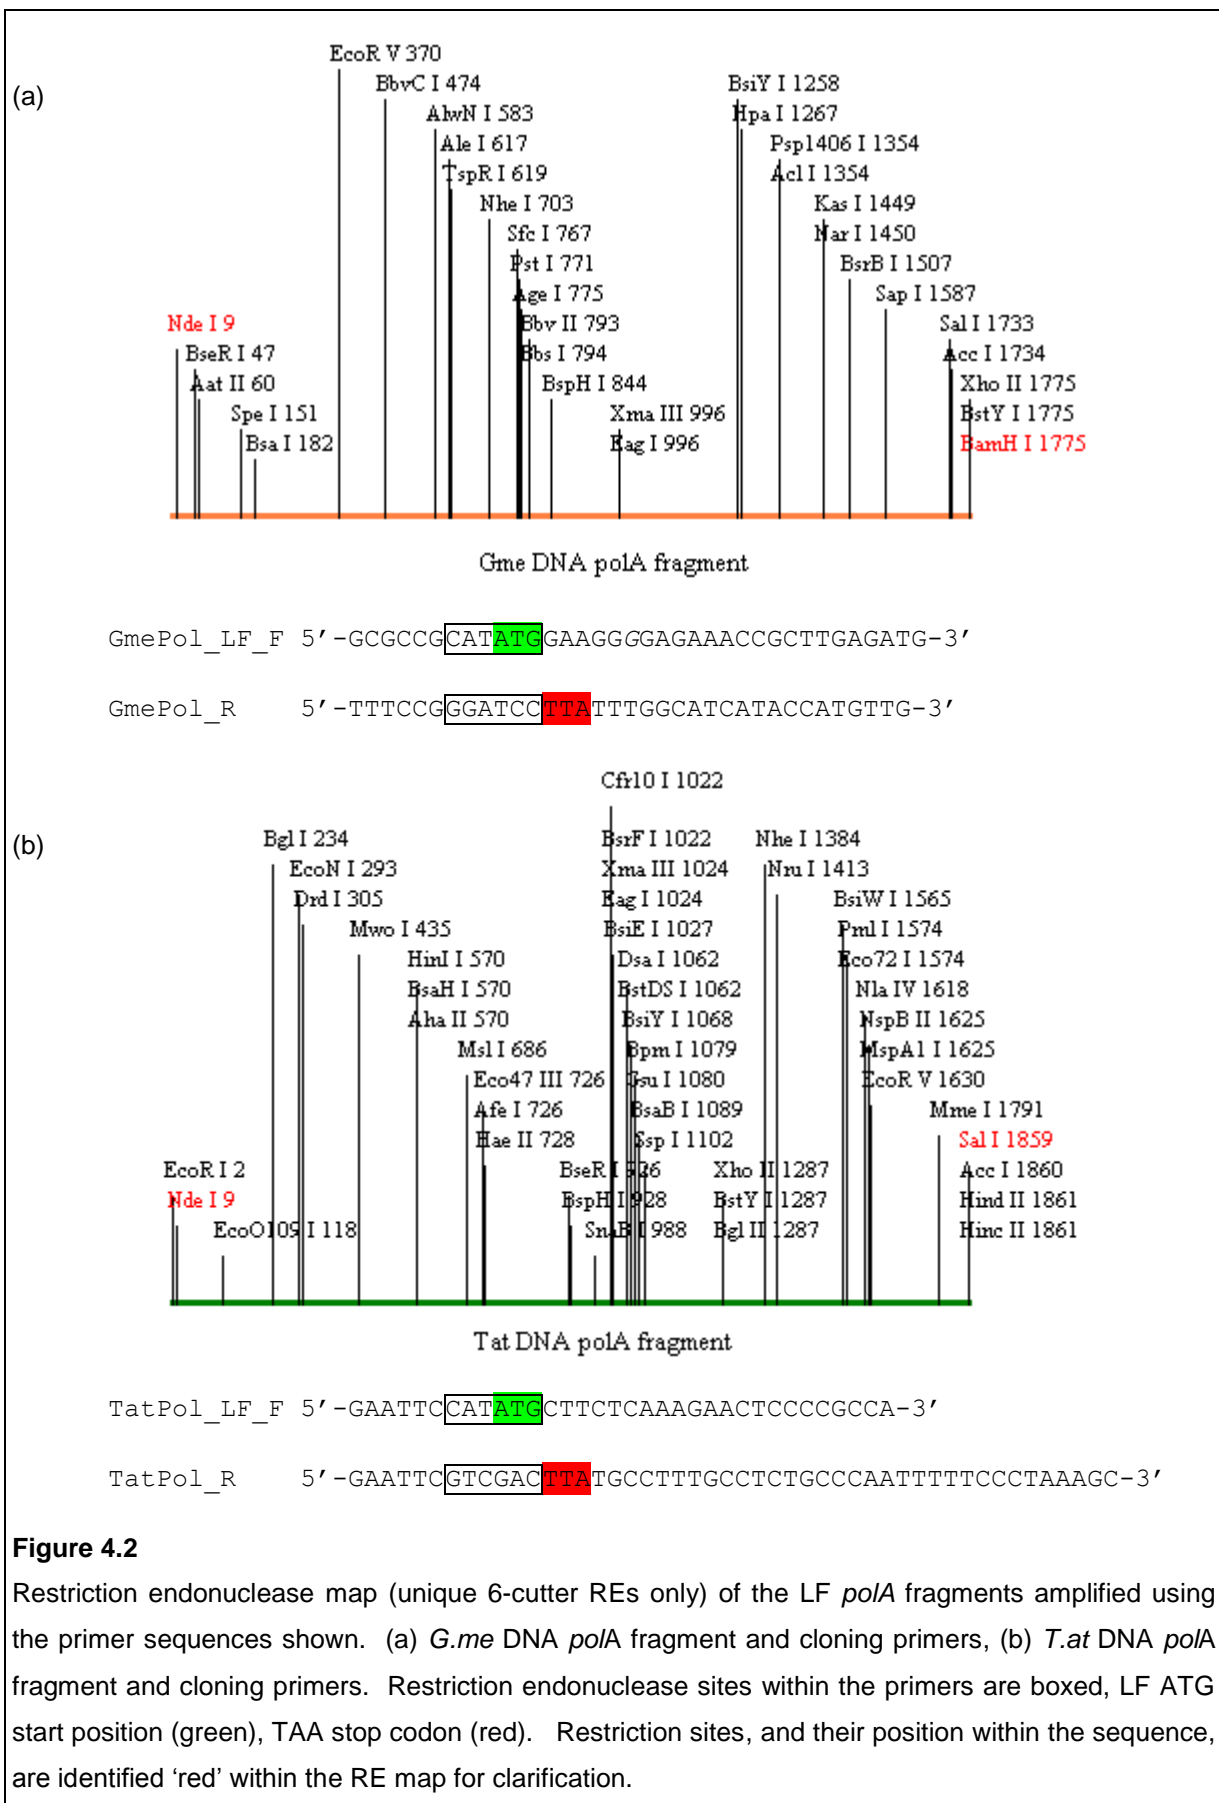 (a)
EcoR V 370
BbvC I 474
AlwN I 583
Ale I 617
TspR I 619
Nhe I 703
Sfc I 767
Pst I 771
Age I 775
Bbv II 793
Bbs I 794
BspH I 844
Xma III 996
Eag I 996
Nde I 9
BseR I 47
Aat II 60
Spe I 151
Bsa I 182
BsiY I 1258
Hpa I 1267
Psp1406 I 1354
Acl I 1354
Kas I 1449
Nar I 1450
BsrB I 1507
Sap I 1587
Sal I 1733
Acc I 1734
Xho II 1775
BstY I 1775
BamH I 1775
Gme DNA polA fragment
GmePol_LF_F 5’-GCGCCGCATATGGAAGGGGAGAAACCGCTTGAGATG-3’
GmePol_R 5’-TTTCCGGGATCCTTATTTGGCATCATACCATGTTG-3’
(b)
Cfr10 I 1022
Bgl I 234
EcoN I 293
Drd I 305
Mwo I 435
HinI I 570
BsaH I 570
Aha II 570
Msl I 686
Eco47 III 726
Afe I 726
Hae II 728
EcoR I 2
Nde I 9
EcoO109 I 118
BsrF I 1022
Xma III 1024
Eag I 1024
BsiE I 1027
Dsa I 1062
BstDS I 1062
BsiY I 1068
Bpm I 1079
Gsu I 1080
BsaB I 1089
Ssp I 1102
BseR I 926
BspH I 928
SnaB I 988
Nhe I 1384
Nru I 1413
Xho II 1287
BstY I 1287
Bgl II 1287
BsiW I 1565
Pml I 1574
Eco72 I 1574
Nla IV 1618
NspB II 1625
MspA1 I 1625
EcoR V 1630
Mme I 1791
Sal I 1859
Acc I 1860
Hind II 1861
Hinc II 1861
Tat DNA polA fragment
TatPol_LF_F 5’-GAATTCCATATGCTTCTCAAAGAACTCCCCGCCA-3’
TatPol_R 5’-GAATTCGTCGACTTATGCCTTTGCCTCTGCCCAATTTTTCCCTAAAGC-3’
Figure 4.2
Restriction endonuclease map (unique 6-cutter REs only) of the LF polA fragments amplified using
the primer sequences shown. (a) G.me DNA polA fragment and cloning primers, (b) T.at DNA polA
fragment and cloning primers. Restriction endonuclease sites within the primers are boxed, LF ATG
start position (green), TAA stop codon (red). Restriction sites, and their position within the sequence,
are identified ‘red’ within the RE map for clarification.